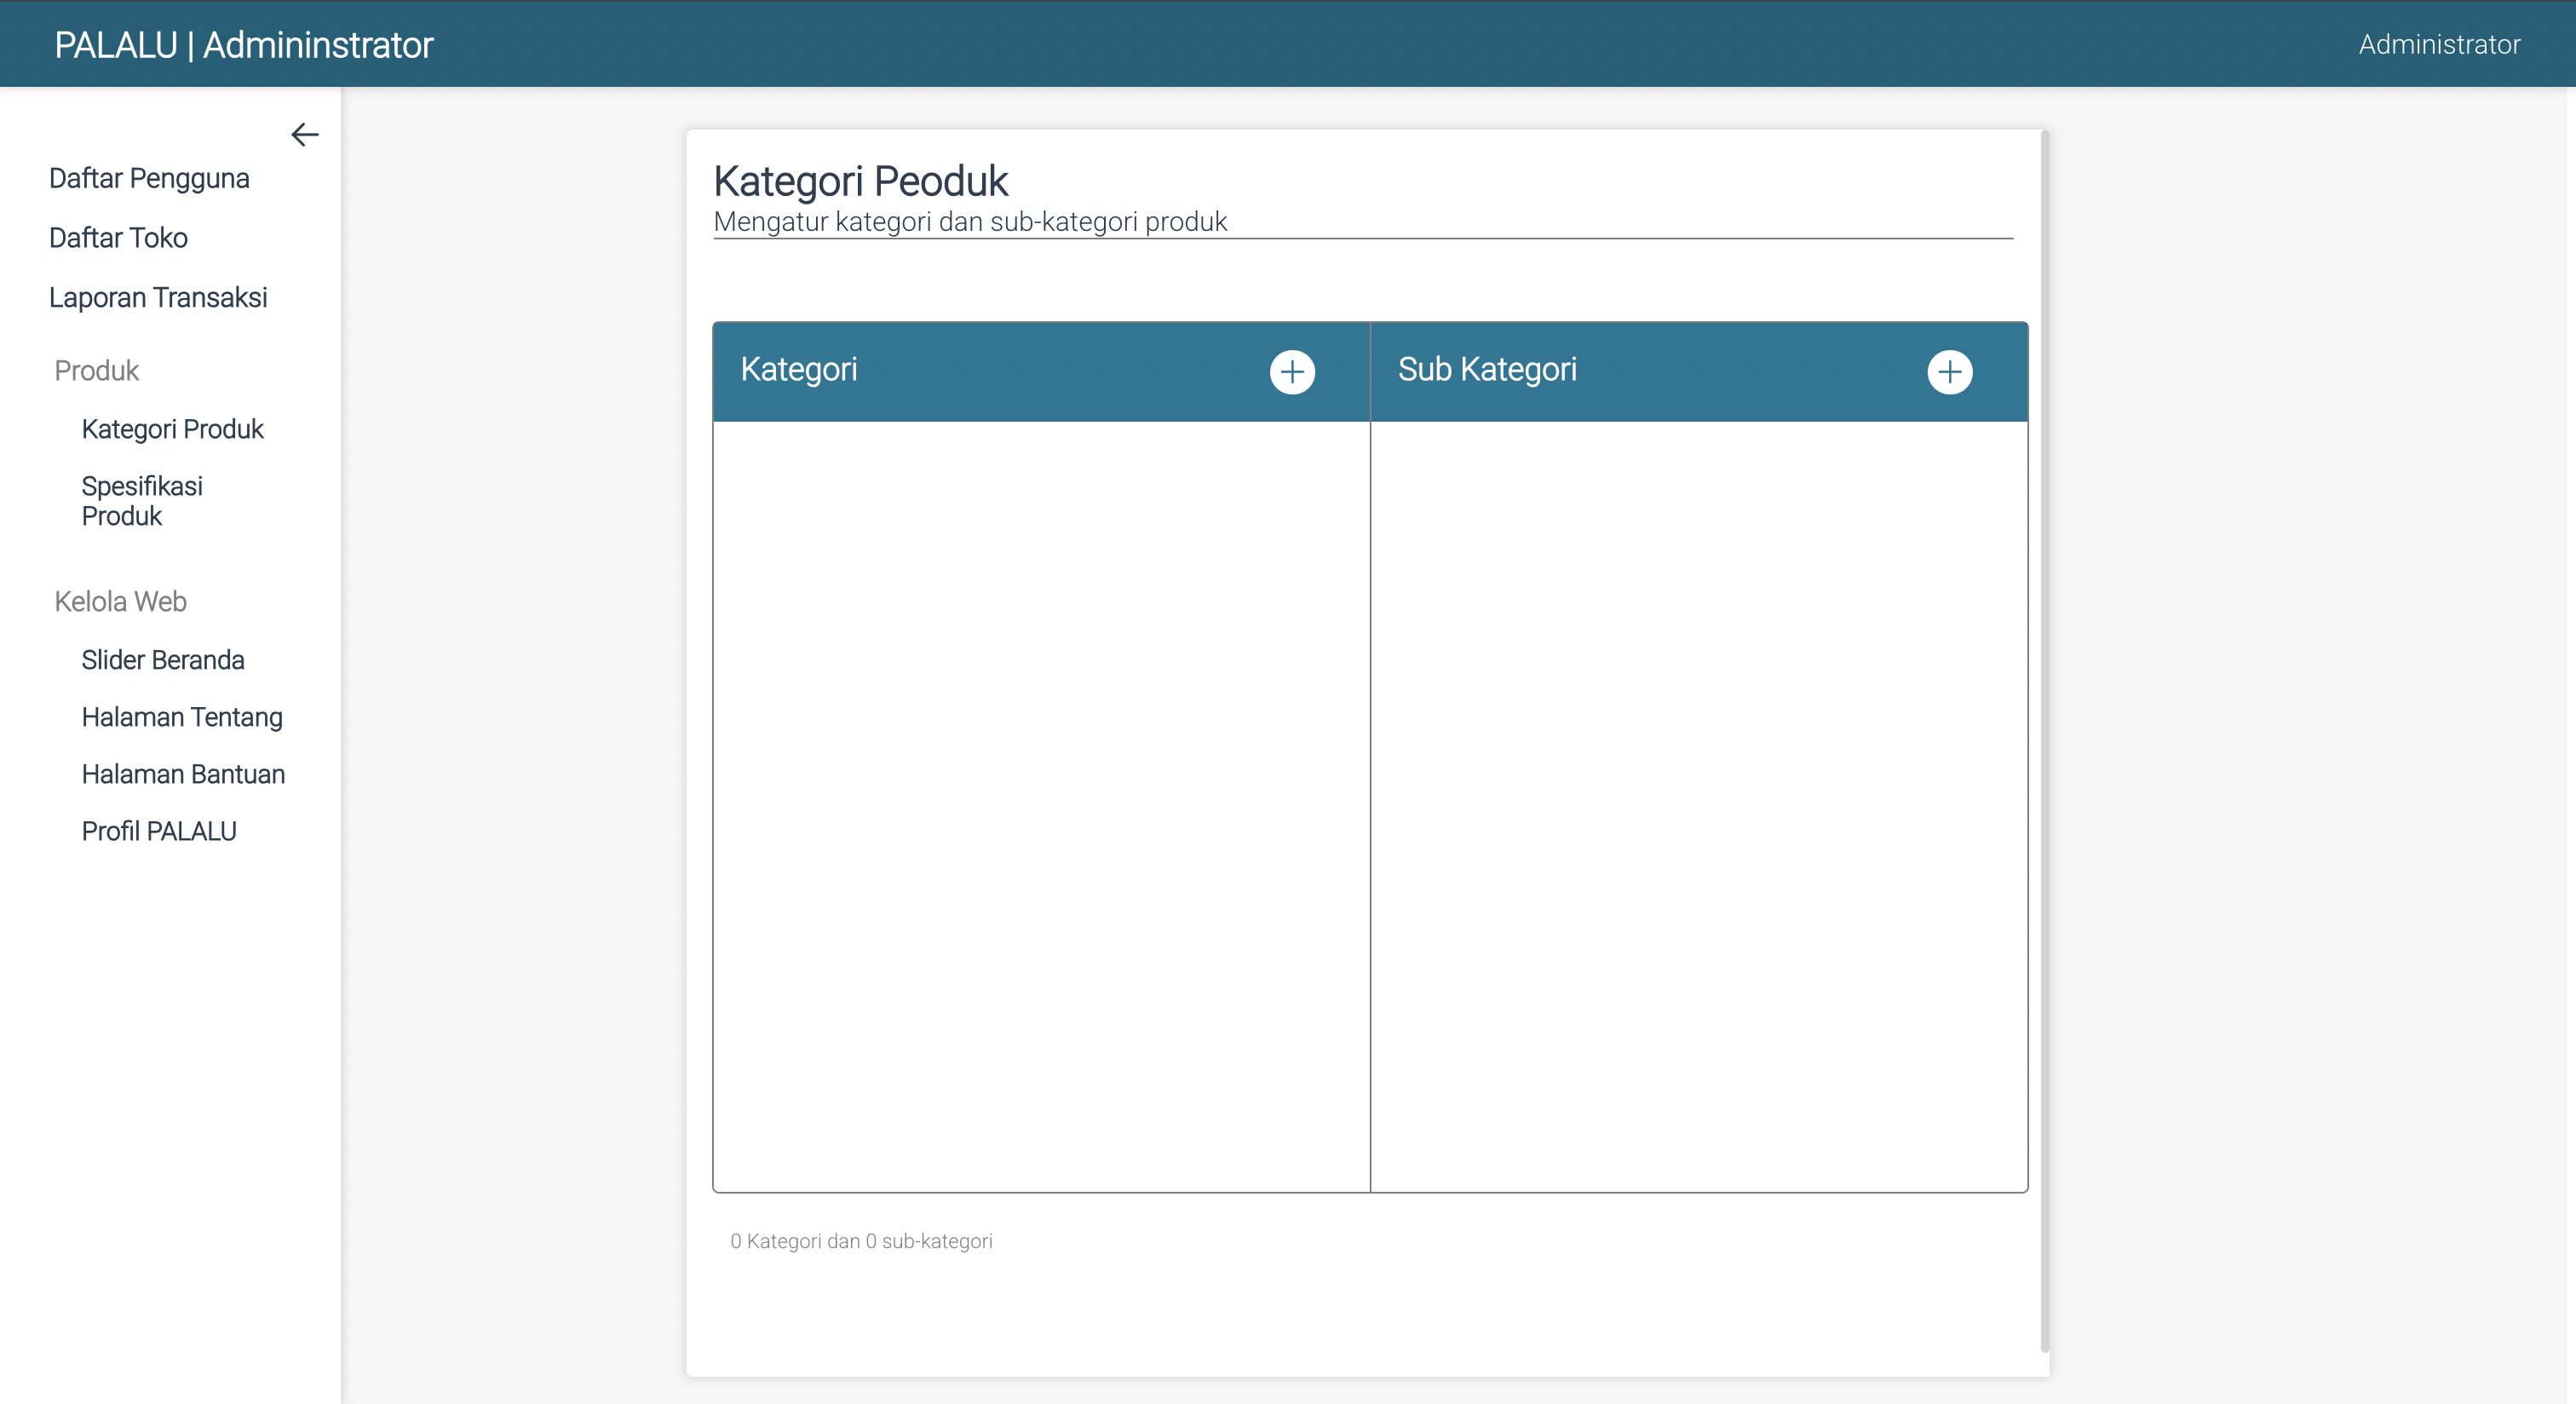 PALALU | Admininstrator
Administrator
Daftar Pengguna
Daftar Toko
Laporan Transaksi
Produk
Kategori Produk
Spesifikasi
Produk
Kelola Web
Slider Beranda
Halaman Tentang
Halaman Bantuan
Profil PALALU
Kategori Peoduk
Mengatur kategori dan sub-kategori produk
Kategori
Sub Kategori
0 Kategori dan 0 sub-kategori